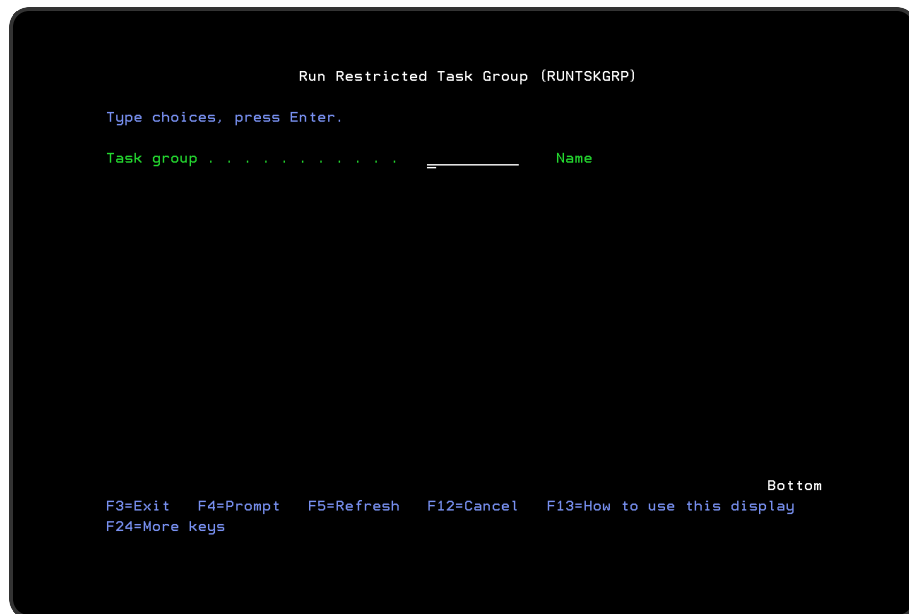 Run Restricted Task Group (RUNTSKGRP)
Type choices, press Enter.
Task group . . . . . . . . . . . __________ Name
Bottom
F3=Exit F4=Prompt F5=Refresh F12=Cancel F13=How to use this display
F24=More keys